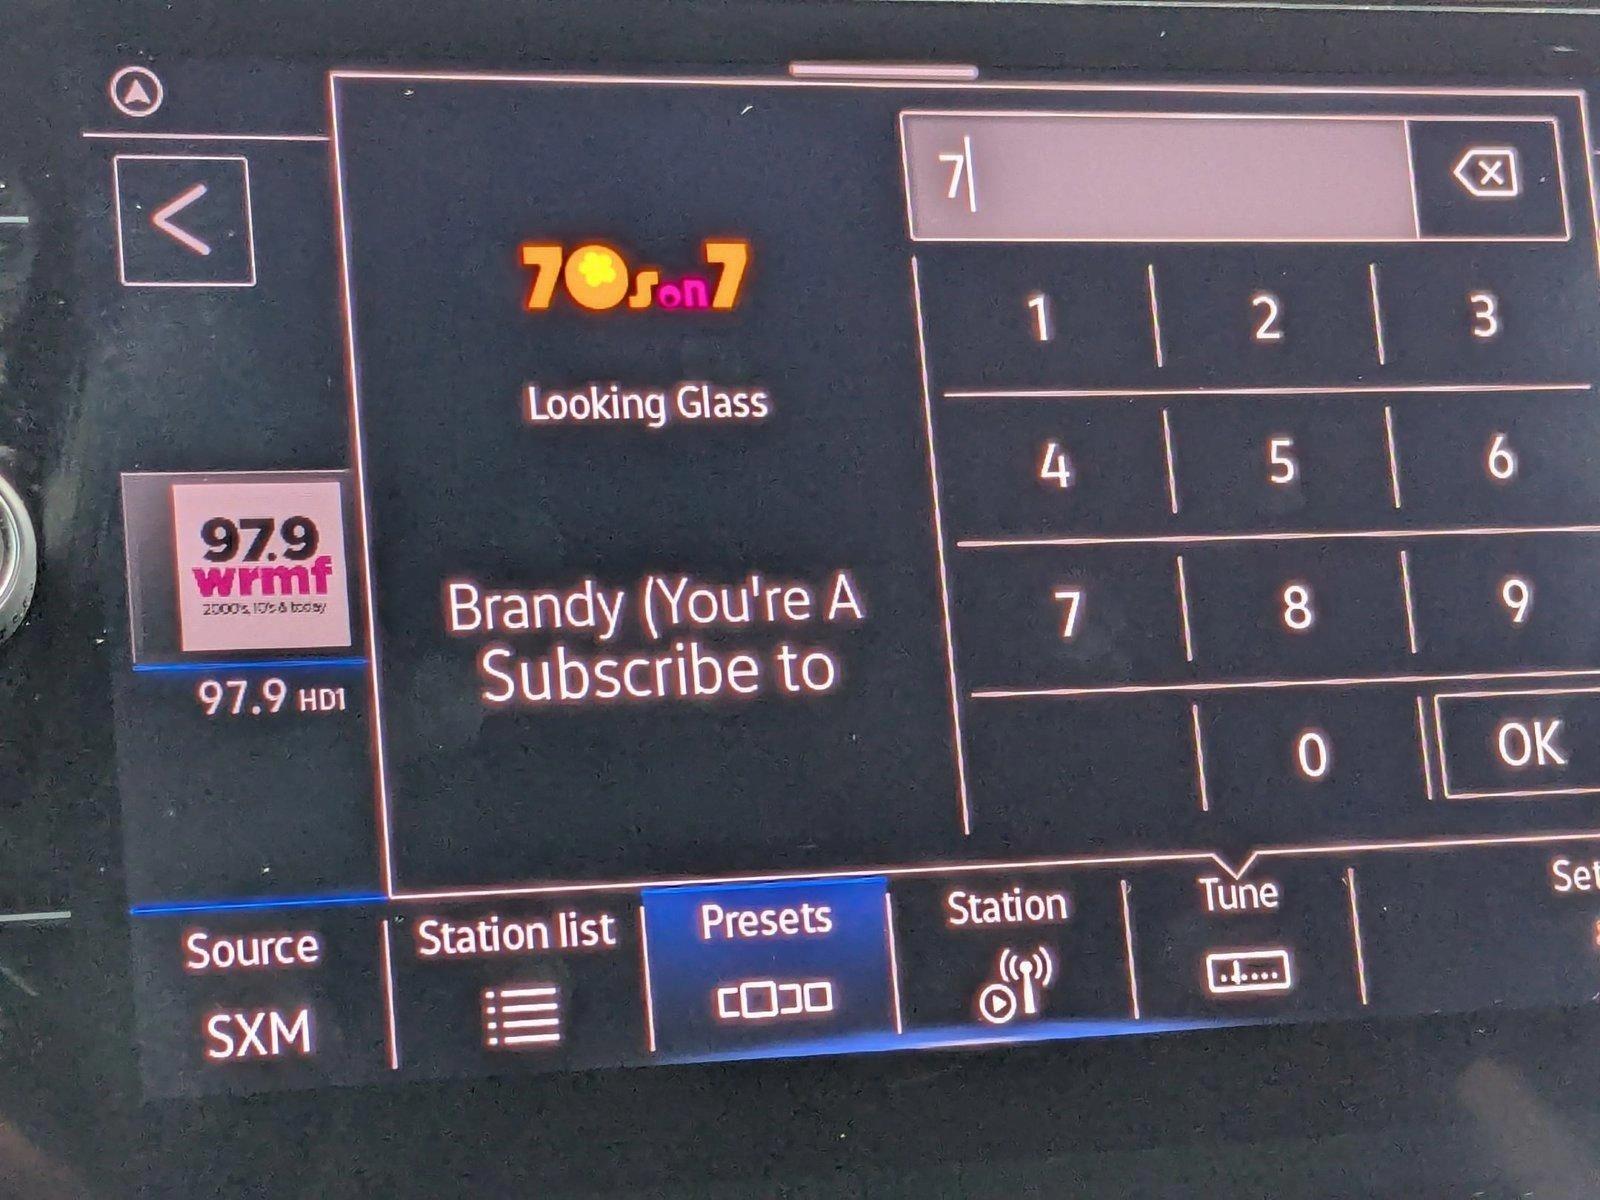 7
70s on 7
Looking Glass
Brandy (You're A
Subscribe to
1 2 3
4 5 6
7 8 9
0 OK
97.9
wrmf
2000's, 10's & today
97.9 HD1
Source
SXM
Station list
Presets
Station
Tune
Set